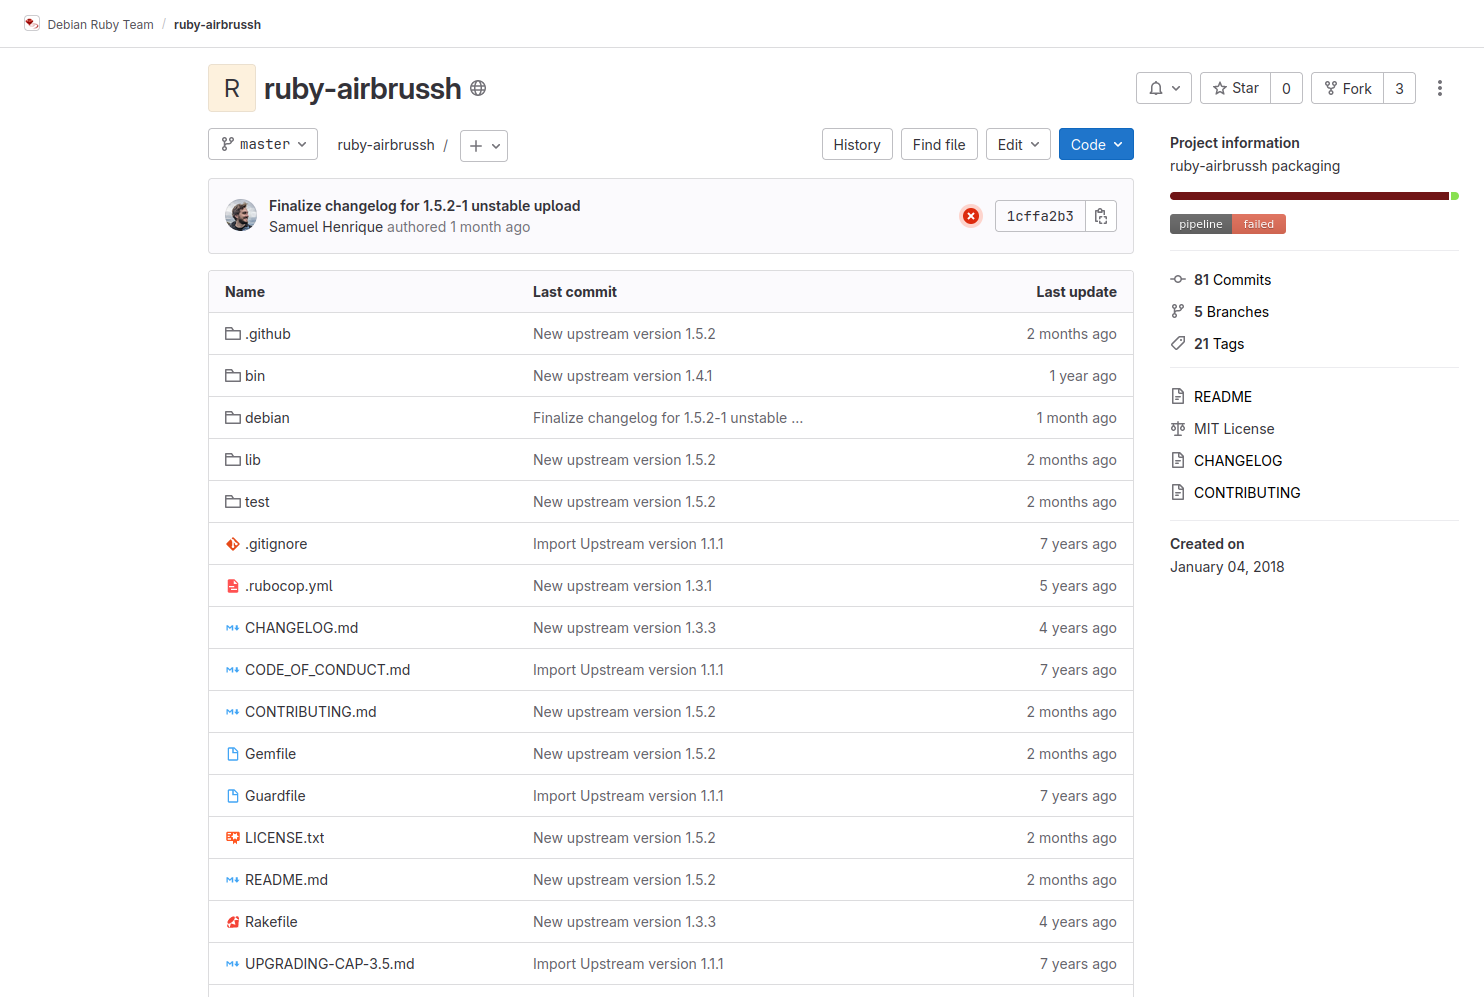 Debian Ruby Team / ruby-airbrussh
R ruby-airbrussh
Star 0 Fork 3
master ruby-airbrussh / History Find file Edit Code
Finalize changelog for 1.5.2-1 unstable upload
Samuel Henrique authored 1 month ago
1cffa2b3
Name Last commit Last update
.github New upstream version 1.5.2 2 months ago
bin New upstream version 1.4.1 1 year ago
debian Finalize changelog for 1.5.2-1 unstable ... 1 month ago
lib New upstream version 1.5.2 2 months ago
test New upstream version 1.5.2 2 months ago
.gitignore Import Upstream version 1.1.1 7 years ago
.rubocop.yml New upstream version 1.3.1 5 years ago
CHANGELOG.md New upstream version 1.3.3 4 years ago
CODE_OF_CONDUCT.md Import Upstream version 1.1.1 7 years ago
CONTRIBUTING.md New upstream version 1.5.2 2 months ago
Gemfile New upstream version 1.5.2 2 months ago
Guardfile Import Upstream version 1.1.1 7 years ago
LICENSE.txt New upstream version 1.5.2 2 months ago
README.md New upstream version 1.5.2 2 months ago
Rakefile New upstream version 1.3.3 4 years ago
UPGRADING-CAP-3.5.md Import Upstream version 1.1.1 7 years ago
Project information
ruby-airbrussh packaging
pipeline failed
81 Commits
5 Branches
21 Tags
README
MIT License
CHANGELOG
CONTRIBUTING
Created on
January 04, 2018